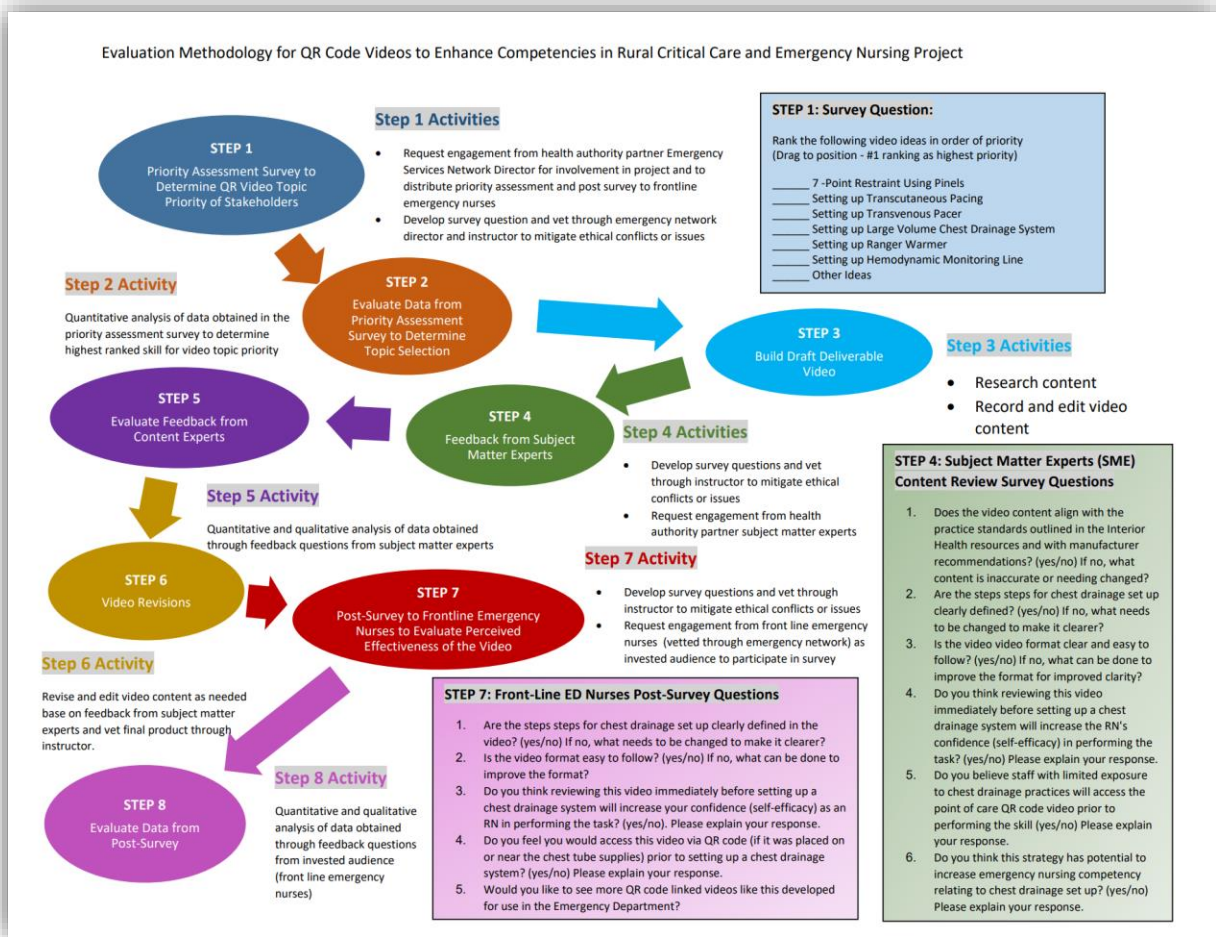 Evaluation Methodology for QR Code Videos to Enhance Competencies in Rural Critical Care and Emergency Nursing Project
STEP 1
Priority Assessment Survey to
Determine QR Video Topic
Priority of Stakeholders
Step 1 Activities
• Request engagement from health authority partner Emergency
Services Network Director for involvement in project and to
distribute priority assessment and post survey to frontline
emergency nurses
• Develop survey question and vet through emergency network
director and instructor to mitigate ethical conflicts or issues
STEP 1: Survey Question:
Rank the following video ideas in order of priority
(Drag to position - #1 ranking as highest priority)
______ 7 -Point Restraint Using Pinels
______ Setting up Transcutaneous Pacing
______ Setting up Transvenous Pacer
______ Setting up Large Volume Chest Drainage System
______ Setting up Ranger Warmer
______ Setting up Hemodynamic Monitoring Line
______ Other Ideas
Step 2 Activity
Quantitative analysis of data obtained in the
priority assessment survey to determine
highest ranked skill for video topic priority
STEP 2
Evaluate Data from
Priority Assessment
Survey to Determine
Topic Selection
STEP 3
Build Draft Deliverable
Video
Step 3 Activities
• Research content
• Record and edit video
content
STEP 5
Evaluate Feedback from
Content Experts
STEP 4
Feedback from Subject
Matter Experts
Step 4 Activities
• Develop survey questions and vet
through instructor to mitigate ethical
conflicts or issues
• Request engagement from health
authority partner subject matter experts
STEP 4: Subject Matter Experts (SME)
Content Review Survey Questions
1. Does the video content align with the
practice standards outlined in the Interior
Health resources and with manufacturer
recommendations? (yes/no) If no, what
content is inaccurate or needing changed?
2. Are the steps steps for chest drainage set up
clearly defined? (yes/no) If no, what needs
to be changed to make it clearer?
3. Is the video video format clear and easy to
follow? (yes/no) If no, what can be done to
improve the format for improved clarity?
4. Do you think reviewing this video
immediately before setting up a chest
drainage system will increase the RN's
confidence (self-efficacy) in performing the
task? (yes/no) Please explain your response.
5. Do you believe staff with limited exposure
to chest drainage practices will access the
point of care QR code video prior to
performing the skill (yes/no) Please explain
your response.
6. Do you think this strategy has potential to
increase emergency nursing competency
relating to chest drainage set up? (yes/no)
Please explain your response.
Step 5 Activity
Quantitative and qualitative analysis of data obtained
through feedback questions from subject matter experts
STEP 6
Video Revisions
STEP 7
Post-Survey to Frontline Emergency
Nurses to Evaluate Perceived
Effectiveness of the Video
Step 7 Activity
• Develop survey questions and vet through
instructor to mitigate ethical conflicts or issues
• Request engagement from front line emergency
nurses (vetted through emergency network) as
invested audience to participate in survey
Step 6 Activity
Revise and edit video content as needed
base on feedback from subject matter
experts and vet final product through
instructor.
STEP 7: Front-Line ED Nurses Post-Survey Questions
1. Are the steps steps for chest drainage set up clearly defined in the
video? (yes/no) If no, what needs to be changed to make it clearer?
2. Is the video format easy to follow? (yes/no) If no, what can be done to
improve the format?
3. Do you think reviewing this video immediately before setting up a
chest drainage system will increase your confidence (self-efficacy) as an
RN in performing the task? (yes/no). Please explain your response.
4. Do you feel you would access this video via QR code (if it was placed on
or near the chest tube supplies) prior to setting up a chest drainage
system? (yes/no) Please explain your response.
5. Would you like to see more QR code linked videos like this developed
for use in the Emergency Department?
STEP 8
Evaluate Data from
Post-Survey
Step 8 Activity
Quantitative and qualitative
analysis of data obtained
through feedback questions
from invested audience
(front line emergency
nurses)